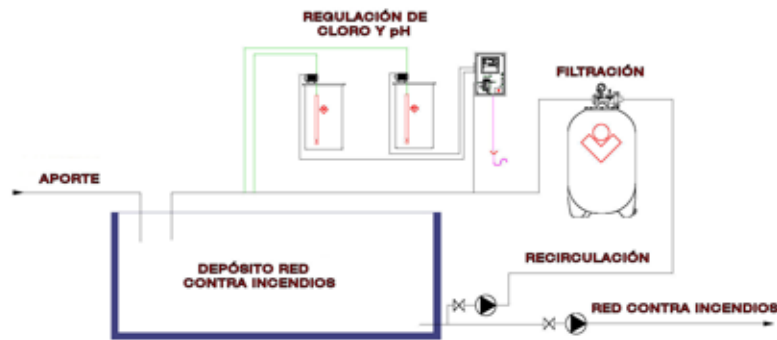 REGULACIÓN DE
CLORO Y pH
FILTRACIÓN
APORTE
DEPÓSITO RED
CONTRA INCENDIOS
RECIRCULACIÓN
RED CONTRA INCENDIOS